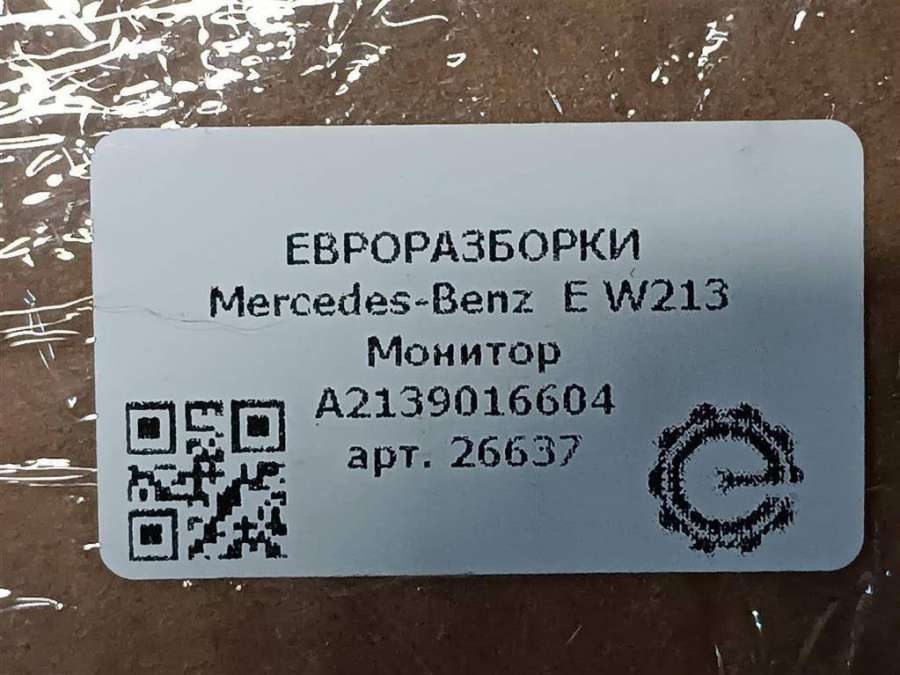 ЕВРОРАЗБОРКИ
Mercedes-Benz E W213
Монитор
A2139016604
арт. 26637